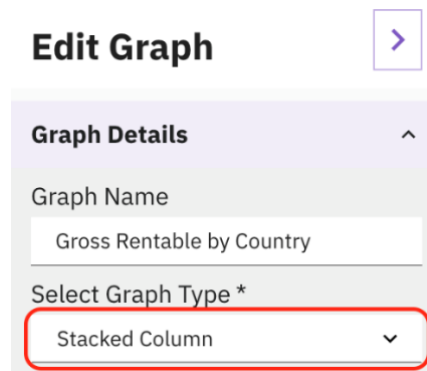 Edit Graph
Graph Details
Graph Name
Gross Rentable by Country
Select Graph Type *
Stacked Column